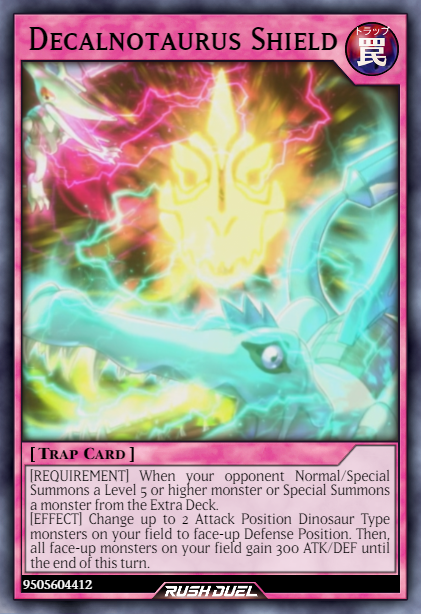 Decalnotaurus Shield
トラップ
罠
[ Trap Card ]
[REQUIREMENT] When your opponent Normal/Special
Summons a Level 5 or higher monster or Special Summons
a monster from the Extra Deck.
[EFFECT] Change up to 2 Attack Position Dinosaur Type
monsters on your field to face-up Defense Position. Then,
all face-up monsters on your field gain 300 ATK/DEF until
the end of this turn.
9505604412
RUSH DUEL